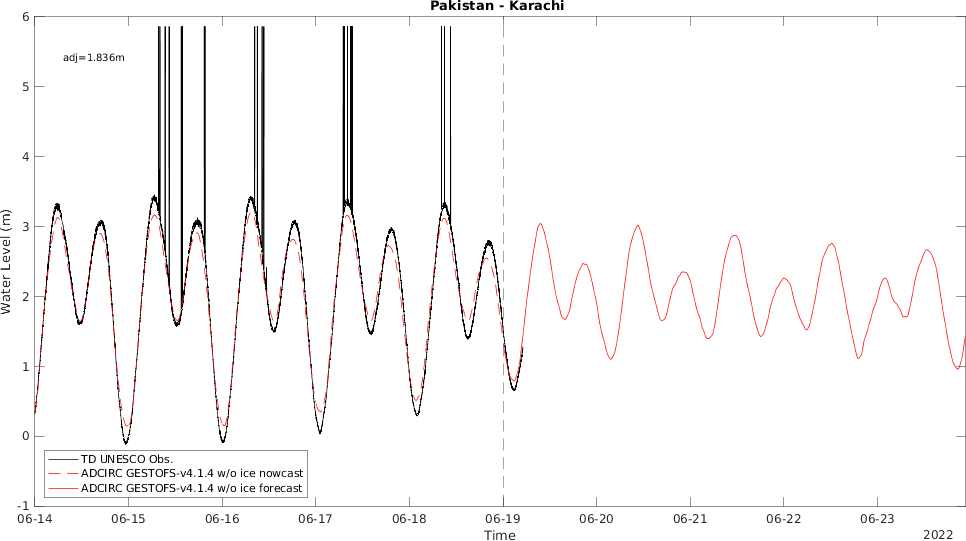 Pakistan - Karachi
6
adj=1.836m
5
4
3
2
1
0
-1
Water Level (m)
TD UNESCO Obs.
ADCIRC GESTOFS-v4.1.4 w/o ice nowcast
ADCIRC GESTOFS-v4.1.4 w/o ice forecast
06-14 06-15 06-16 06-17 06-18 06-19 06-20 06-21 06-22 06-23
Time
2022